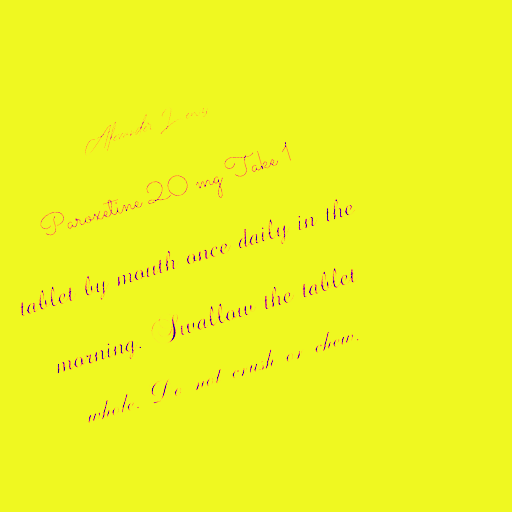 Paroxetine 20 mg Take 1
tablet by mouth once daily in the
morning. Swallow the tablet
whole. Do not crush or chew.